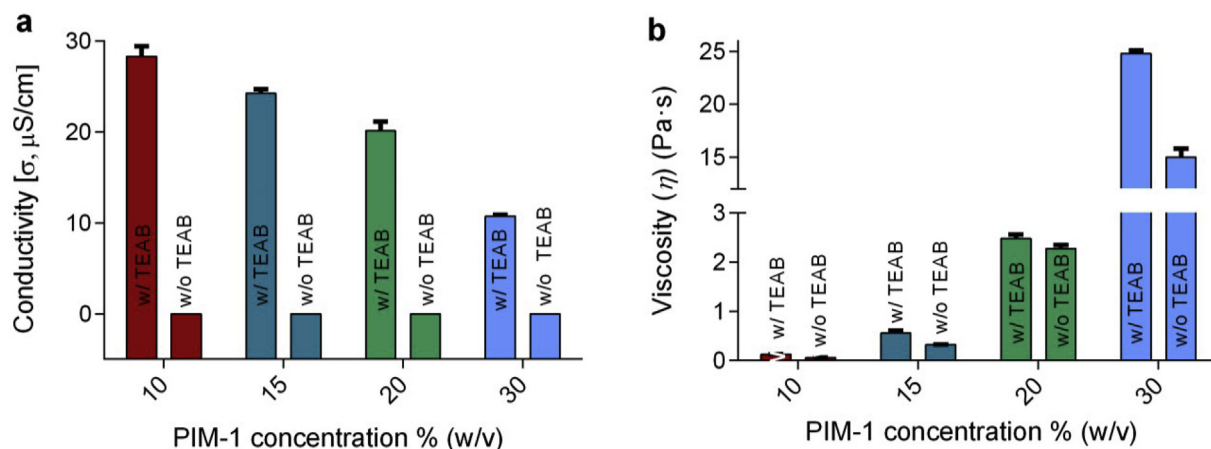 a
Conductivity [σ, μS/cm]
30
20
10
0
w/ TEAB
w/o TEAB
w/ TEAB
w/o TEAB
w/ TEAB
w/o TEAB
w/ TEAB
w/o TEAB
10
15
20
30
PIM-1 concentration % (w/v)
b
Viscosity (η) (Pa·s)
25
15
3
2
1
0
w/ TEAB
w/o TEAB
w/ TEAB
w/o TEAB
w/ TEAB
w/o TEAB
w/ TEAB
w/o TEAB
10
15
20
30
PIM-1 concentration % (w/v)